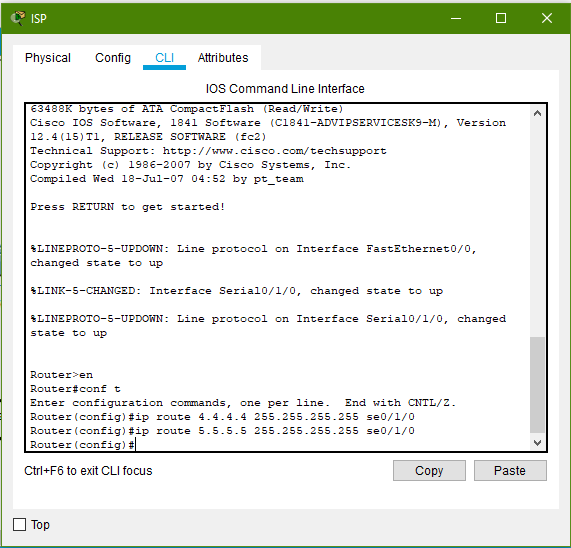 ISP
Physical Config CLI Attributes
IOS Command Line Interface
63488K bytes of ATA CompactFlash (Read/Write)
Cisco IOS Software, 1841 Software (C1841-ADVIPSERVICESK9-M), Version
12.4(15)T1, RELEASE SOFTWARE (fc2)
Technical Support: http://www.cisco.com/techsupport
Copyright (c) 1986-2007 by Cisco Systems, Inc.
Compiled Wed 18-Jul-07 04:52 by pt_team
Press RETURN to get started!
%LINEPROTO-5-UPDOWN: Line protocol on Interface FastEthernet0/0,
changed state to up
%LINK-5-CHANGED: Interface Serial0/1/0, changed state to up
%LINEPROTO-5-UPDOWN: Line protocol on Interface Serial0/1/0, changed
state to up
Router>en
Router#conf t
Enter configuration commands, one per line.  End with CNTL/Z.
Router(config)#ip route 4.4.4.4 255.255.255.255 se0/1/0
Router(config)#ip route 5.5.5.5 255.255.255.255 se0/1/0
Router(config)#
Ctrl+F6 to exit CLI focus
Copy Paste
Top